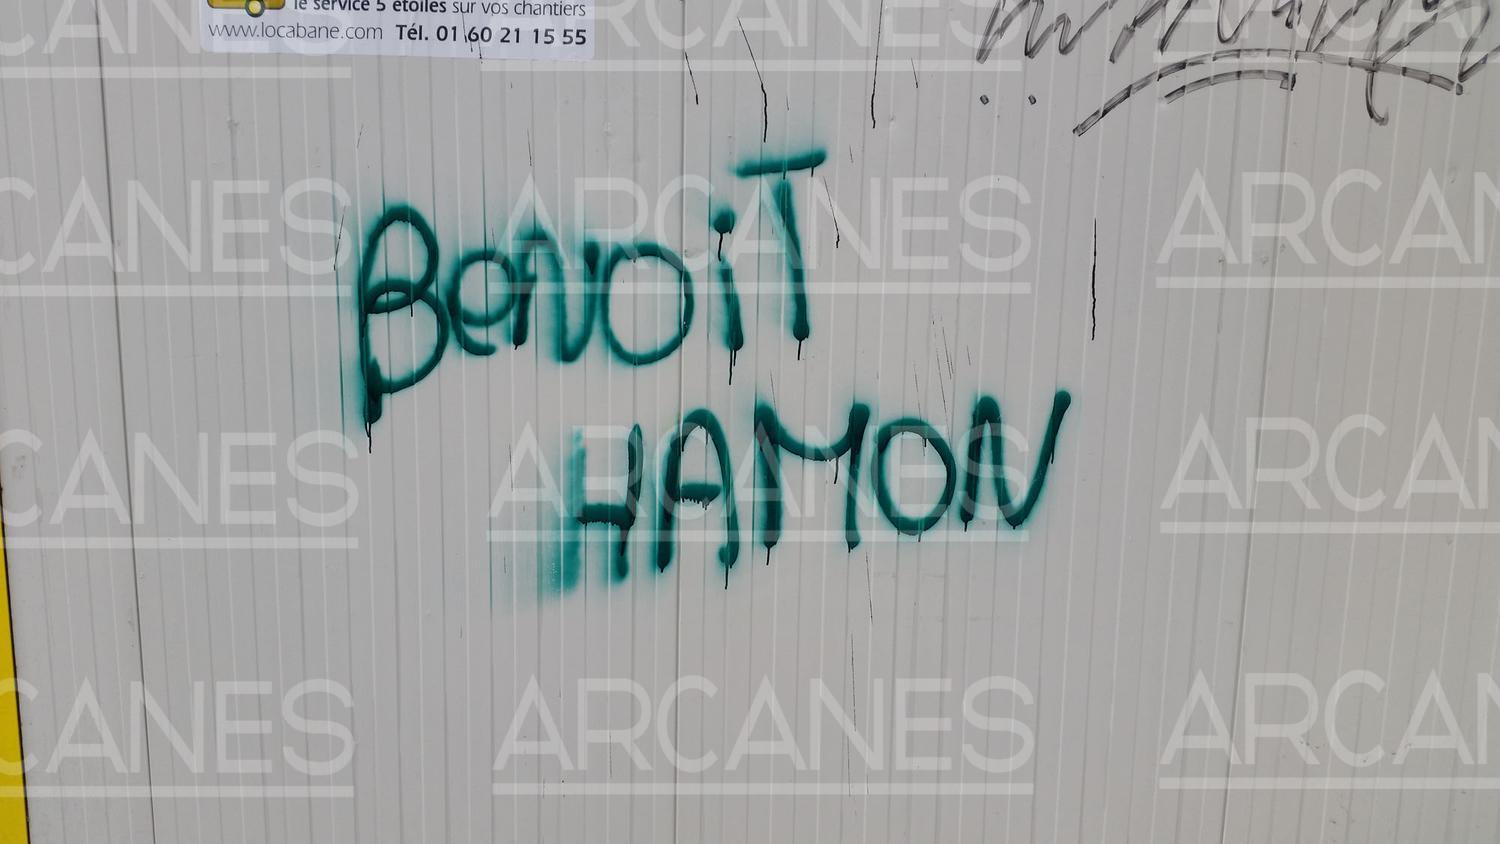 le service 5 étoiles sur vos chantiers
www.locabane.com Tél. 01 60 21 15 55
BeNOiT
HAMON
ARCANES